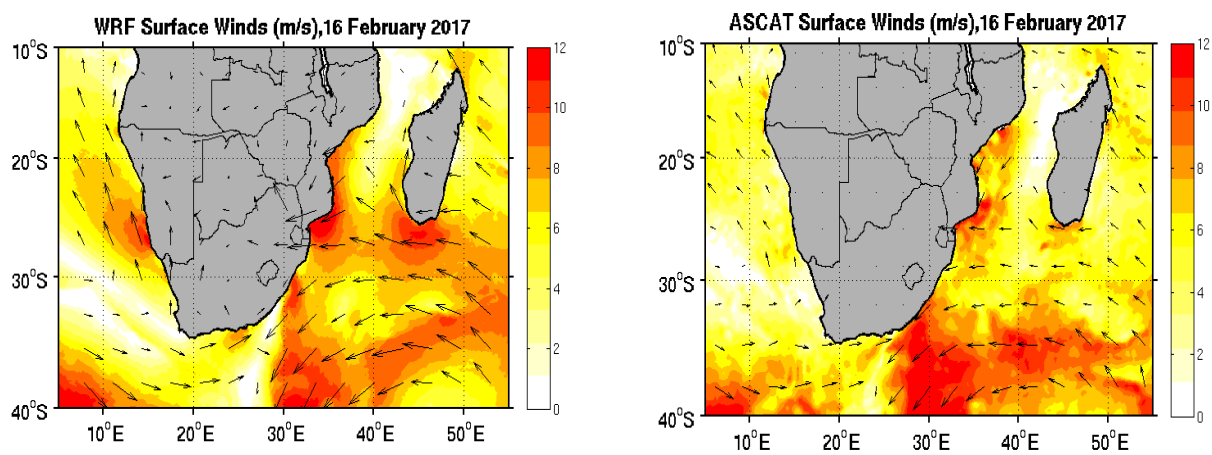 WRF Surface Winds (m/s),16 February 2017
10°S
20°S
30°S
40°S
10°E
20°E
30°E
40°E
50°E
12
10
8
6
4
2
0
ASCAT Surface Winds (m/s), 16 February 2017
10°S
20°S
30°S
40°S
10°E
20°E
30°E
40°E
50°E
12
10
8
6
4
2
0